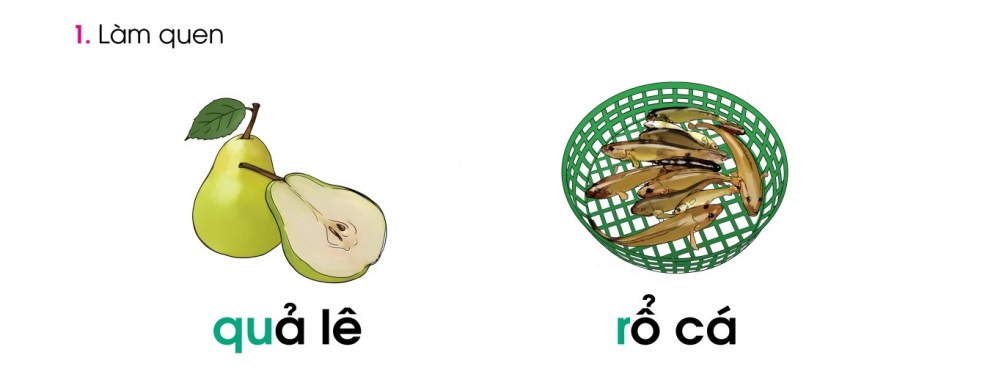 1. Làm quen
quả lê
rổ cá